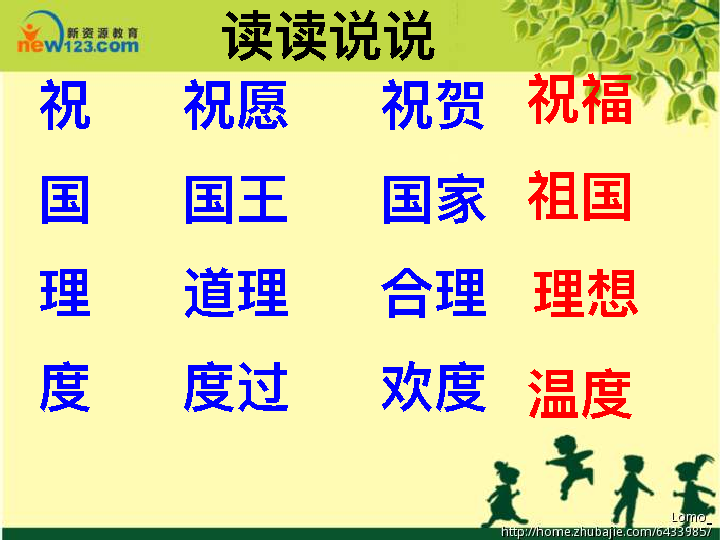 新资源教育
new123.com
读读说说
祝 祝愿 祝贺 祝福
国 国王 国家 祖国
理 道理 合理 理想
度 度过 欢度 温度
Lomo_
http://home.zhubajie.com/6433985/